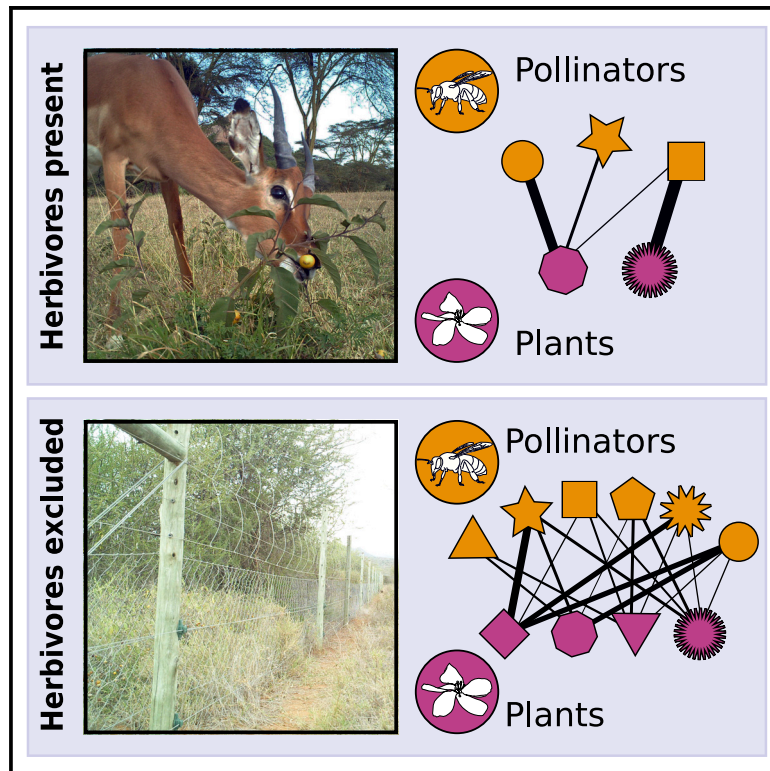 Herbivores present
Pollinators
Plants
Herbivores excluded
Pollinators
Plants